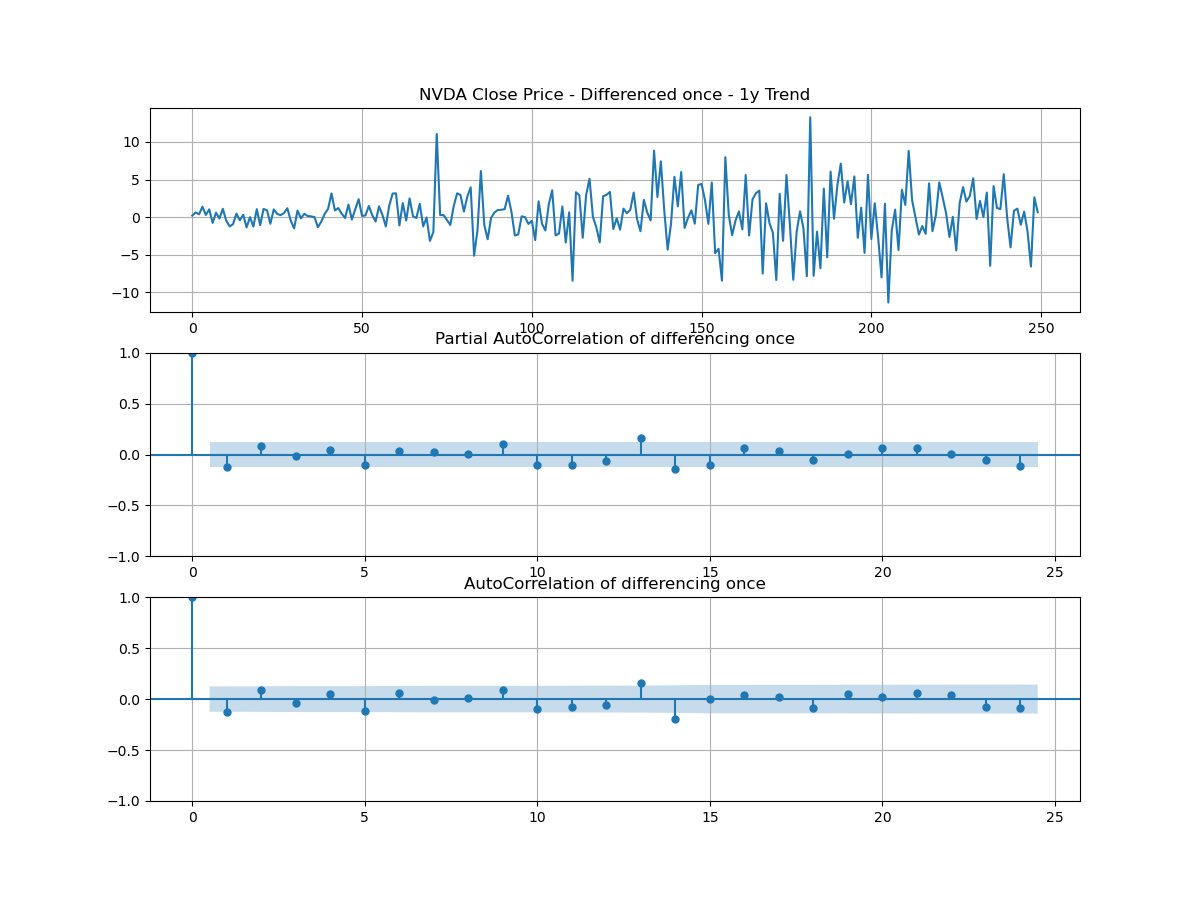 NVDA Close Price - Differenced once - 1y Trend
10
5
0
−5
−10
0 50 100 150 200 250
Partial AutoCorrelation of differencing once
1.0
0.5
0.0
−0.5
−1.0
0 5 10 15 20 25
AutoCorrelation of differencing once
1.0
0.5
0.0
−0.5
−1.0
0 5 10 15 20 25